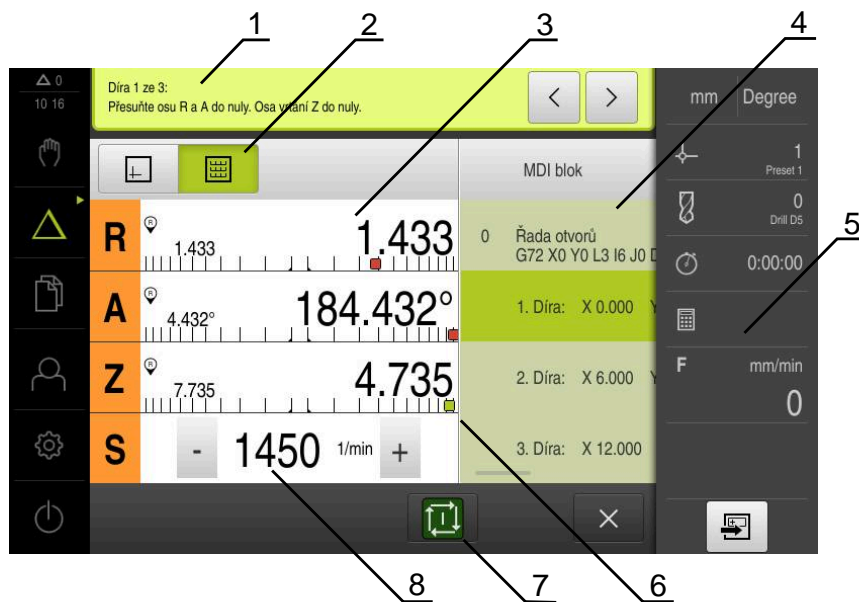 1 2 3 4
0
10 16
Díra 1 ze 3:
Přesuňte osu R a A do nuly. Osa vrtání Z do nuly.
< >
mm Degree
MDI blok
1
Preset 1
R R 1.433 1.433
0 Řada otvorů
G72 X0 Y0 L3 I6 J0 D
0
Drill D5
5
0:00:00
A R 4.432° 184.432°
1. Díra: X 0.000 Y
Z R 7.735 4.735
2. Díra: X 6.000 Y
F mm/min
0
S - 1450 1/min +
3. Díra: X 12.000
8 7 6